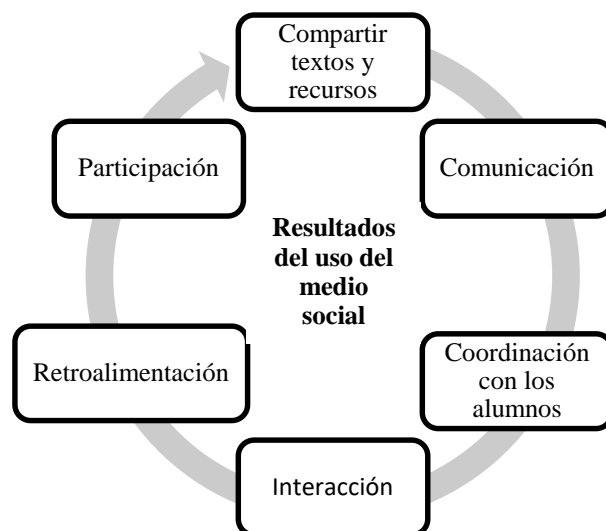 Compartir
textos y
recursos
Comunicación
Coordinación
con los
alumnos
Interacción
Retroalimentación
Participación
Resultados
del uso del
medio
social